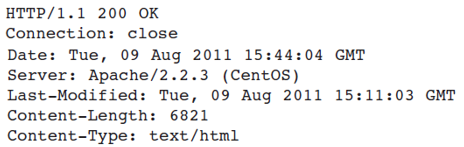 HTTP/1.1 200 OK
Connection: close
Date: Tue, 09 Aug 2011 15:44:04 GMT
Server: Apache/2.2.3 (CentOS)
Last-Modified: Tue, 09 Aug 2011 15:11:03 GMT
Content-Length: 6821
Content-Type: text/html